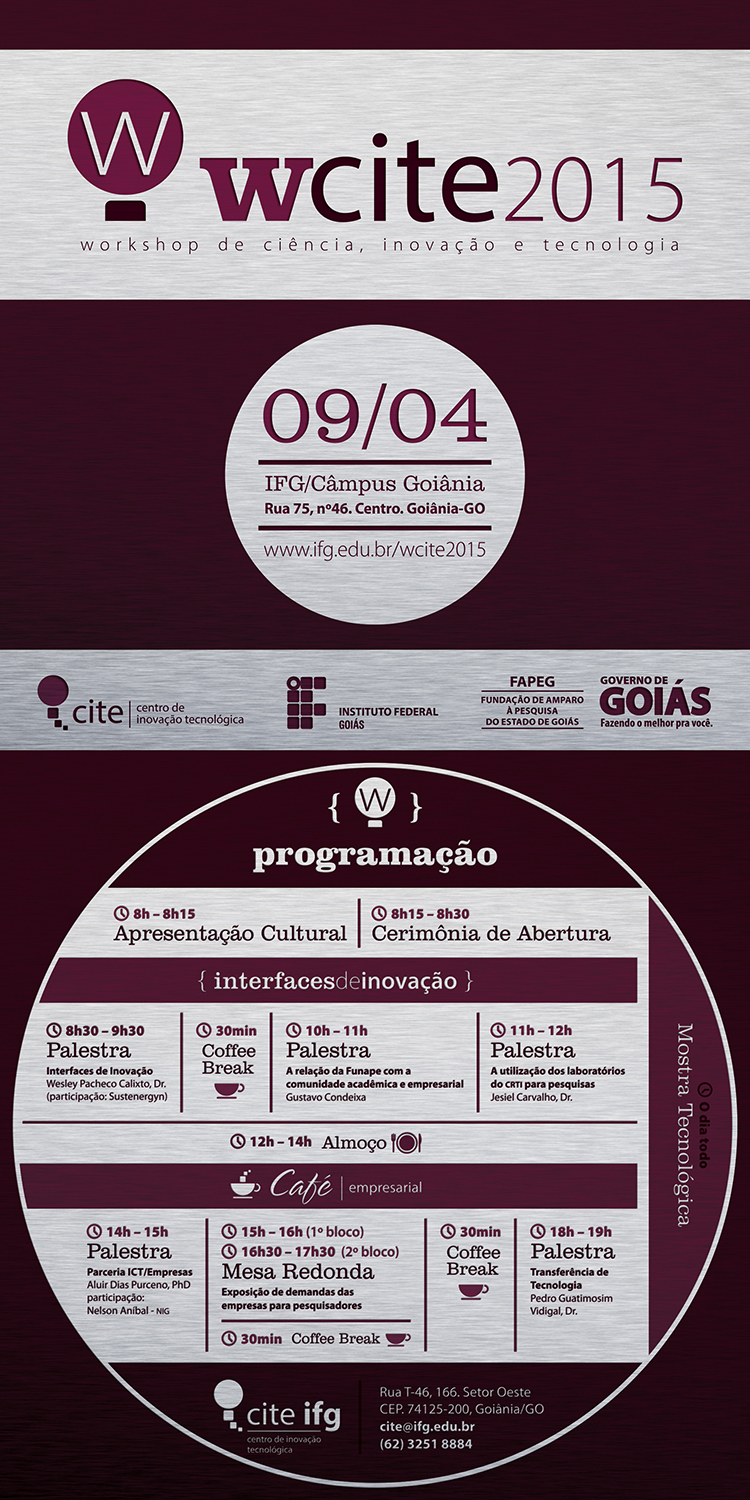 W
wcite2015
workshop de ciência, inovação e tecnologia
09/04
IFG/Câmpus Goiânia
Rua 75, nº46. Centro. Goiânia-GO
www.ifg.edu.br/wcite2015
cite
centro de
inovação tecnológica
INSTITUTO FEDERAL
GOIÁS
FAPEG
FUNDAÇÃO DE AMPARO
À PESQUISA
DO ESTADO DE GOIÁS
GOVERNO DE
GOIÁS
Fazendo o melhor pra você.
{ W }
programação
8h – 8h15
Apresentação Cultural
8h15 – 8h30
Cerimônia de Abertura
{ interfacesdeinovação }
8h30 – 9h30
Palestra
Interfaces de Inovação
Wesley Pacheco Calixto, Dr.
(participação: Sustenergyn)
30min
Coffee
Break
10h – 11h
Palestra
A relação da Funape com a
comunidade acadêmica e empresarial
Gustavo Condeixa
11h – 12h
Palestra
A utilização dos laboratórios
do CRTI para pesquisas
Jesiel Carvalho, Dr.
O dia todo
Mostra Tecnológica
12h – 14h Almoço
Café | empresarial
14h – 15h
Palestra
Parceria ICT/Empresas
Aluir Dias Purceno, PhD
participação:
Nelson Aníbal - NIG
15h – 16h (1º bloco)
16h30 – 17h30 (2º bloco)
Mesa Redonda
Exposição de demandas das
empresas para pesquisadores
30min Coffee Break
30min
Coffee
Break
18h – 19h
Palestra
Transferência de
Tecnologia
Pedro Guatimosim
Vidigal, Dr.
cite ifg
centro de inovação
tecnológica
Rua T-46, 166. Setor Oeste
CEP. 74125-200, Goiânia/GO
cite@ifg.edu.br
(62) 3251 8884